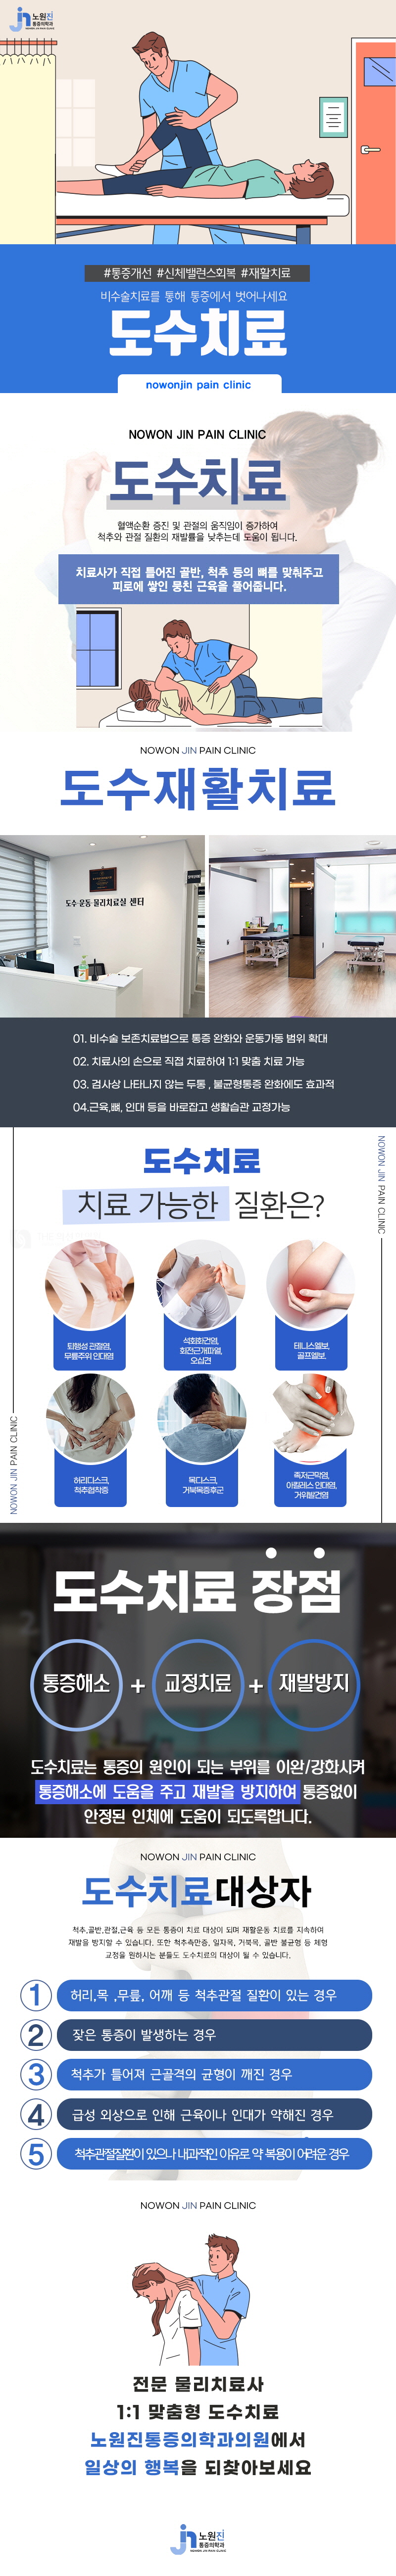 노원진
통증의학과
NOWON JIN PAIN CLINIC
#통증개선 #신체밸런스회복 #재활치료
비수술치료를 통해 통증에서 벗어나세요
도수치료
nowonjin pain clinic
NOWON JIN PAIN CLINIC
도수치료
혈액순환 증진 및 관절의 움직임이 증가하여
척추와 관절 질환의 재발률을 낮추는데 도움이 됩니다.
치료사가 직접 틀어진 골반, 척추 등의 뼈를 맞춰주고
피로에 쌓인 뭉친 근육을 풀어줍니다.
NOWON JIN PAIN CLINIC
도수재활치료
도수·운동·물리치료실 센터
01. 비수술 보존치료법으로 통증 완화와 운동가동 범위 확대
02. 치료사의 손으로 직접 치료하여 1:1 맞춤 치료 가능
03. 검사상 나타나지 않는 두통 , 불균형통증 완화에도 효과적
04.근육,뼈, 인대 등을 바로잡고 생활습관 교정가능
NOWON JIN PAIN CLINIC
도수치료
치료 가능한 질환은?
퇴행성 관절염,
무릎주위 인대염
석회화건염,
회전근개파열,
오십견
테니스엘보,
골프엘보,
허리디스크,
척추협착증
목디스크,
거북목증후군
족저근막염,
아킬레스 인대염,
거위발건염
NOWON JIN PAIN CLINIC
도수치료 장점
통증해소 + 교정치료 + 재발방지
도수치료는 통증의 원인이 되는 부위를 이완/강화시켜
통증해소에 도움을 주고 재발을 방지하여 통증없이
안정된 인체에 도움이 되도록합니다.
NOWON JIN PAIN CLINIC
도수치료대상자
척추,골반,관절,근육 등 모든 통증이 치료 대상이 되며 재활운동 치료를 지속하여
재발을 방지할 수 있습니다. 또한 척추측만증, 일자목, 거북목, 골반 불균형 등 체형
교정을 원하시는 분들도 도수치료의 대상이 될 수 있습니다.
1 허리,목 ,무릎, 어깨 등 척추관절 질환이 있는 경우
2 잦은 통증이 발생하는 경우
3 척추가 틀어져 근골격의 균형이 깨진 경우
4 급성 외상으로 인해 근육이나 인대가 약해진 경우
5 척추관절질환이 있으나 내과적인 이유로 약 복용이 어려운 경우
NOWON JIN PAIN CLINIC
전문 물리치료사
1:1 맞춤형 도수치료
노원진통증의학과의원에서
일상의 행복을 되찾아보세요
노원진
통증의학과
NOWON JIN PAIN CLINIC